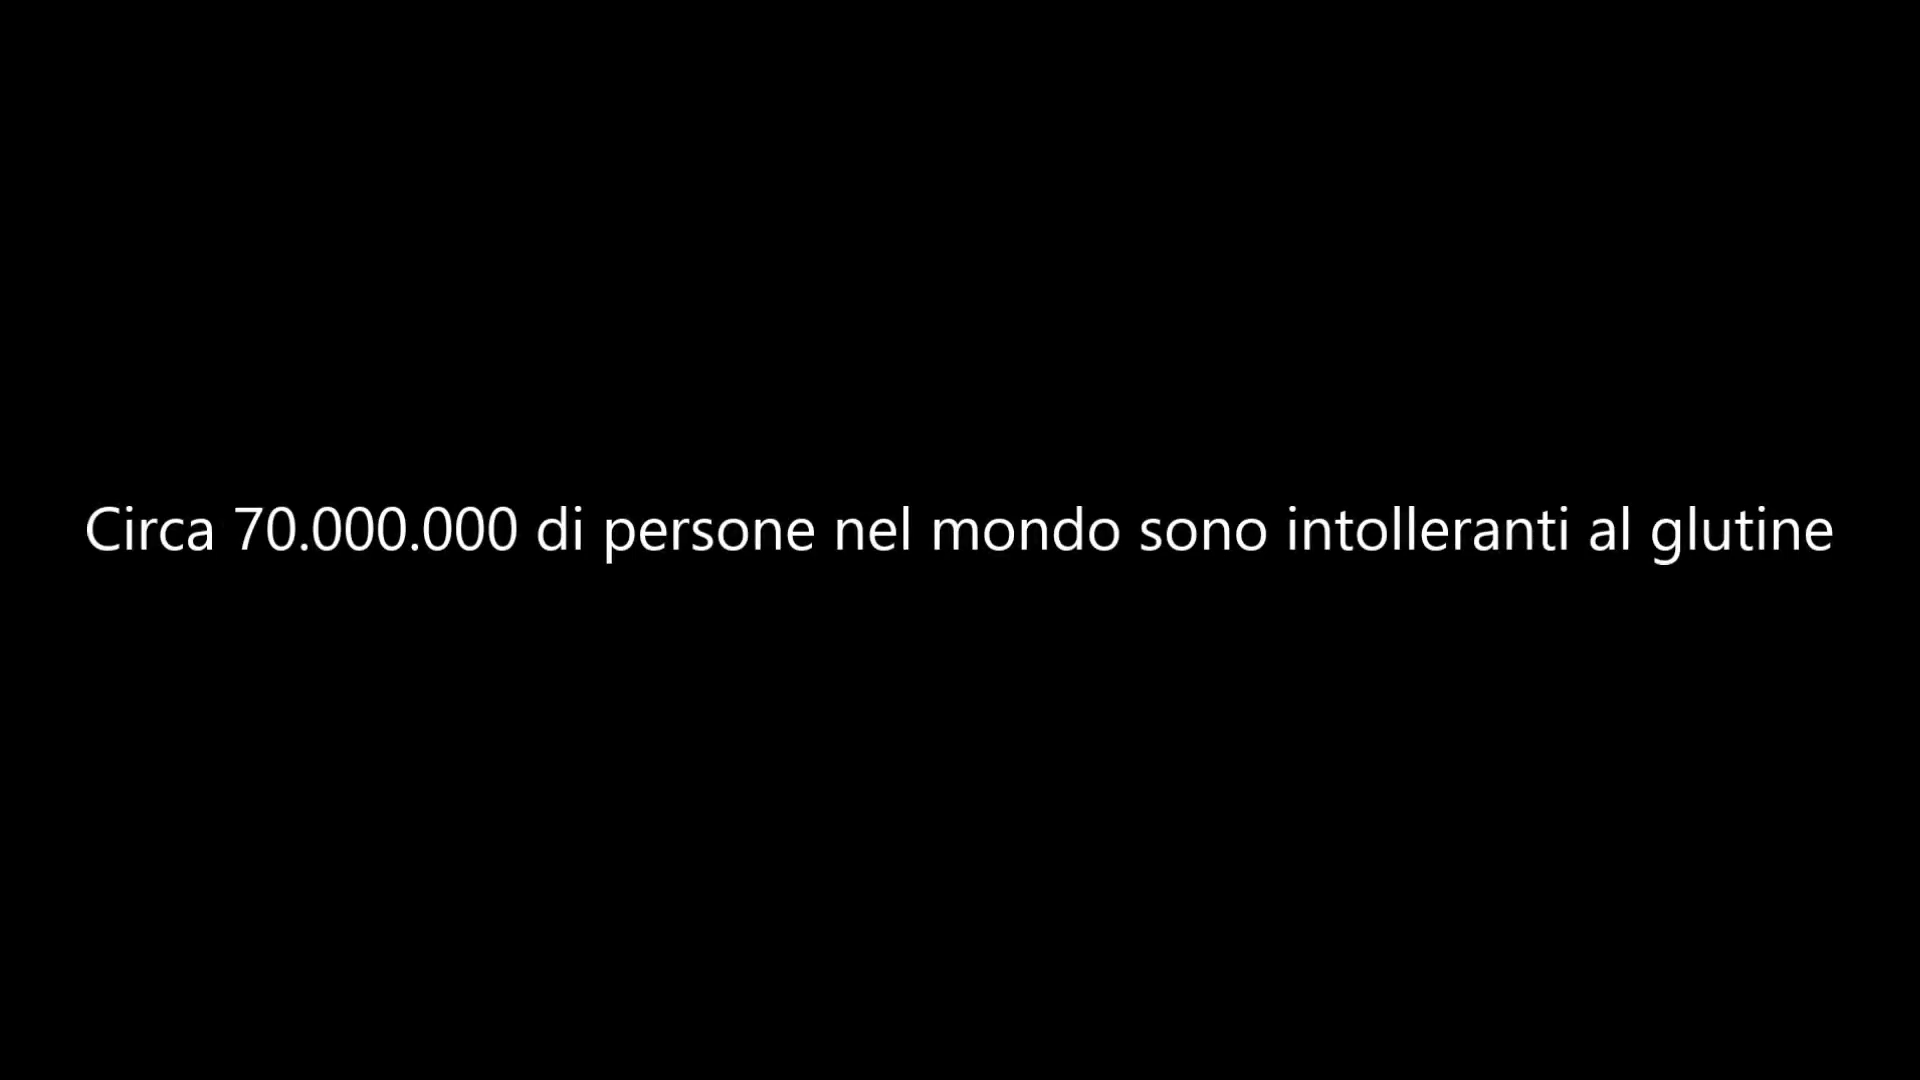 Circa 70.000.000 di persone nel mondo sono intolleranti al glutine